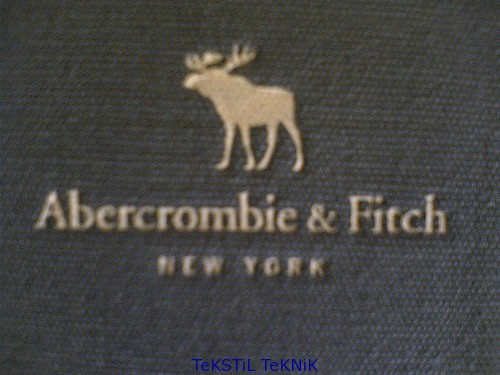 Abercrombie & Fitch
NEW YORK
TeKSTiL TeKNiK